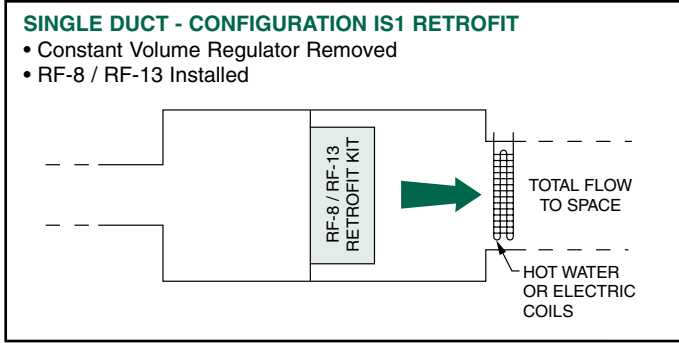 SINGLE DUCT - CONFIGURATION IS1 RETROFIT
• Constant Volume Regulator Removed
• RF-8 / RF-13 Installed
RF-8 / RF-13
RETROFIT KIT
TOTAL FLOW
TO SPACE
HOT WATER
OR ELECTRIC
COILS